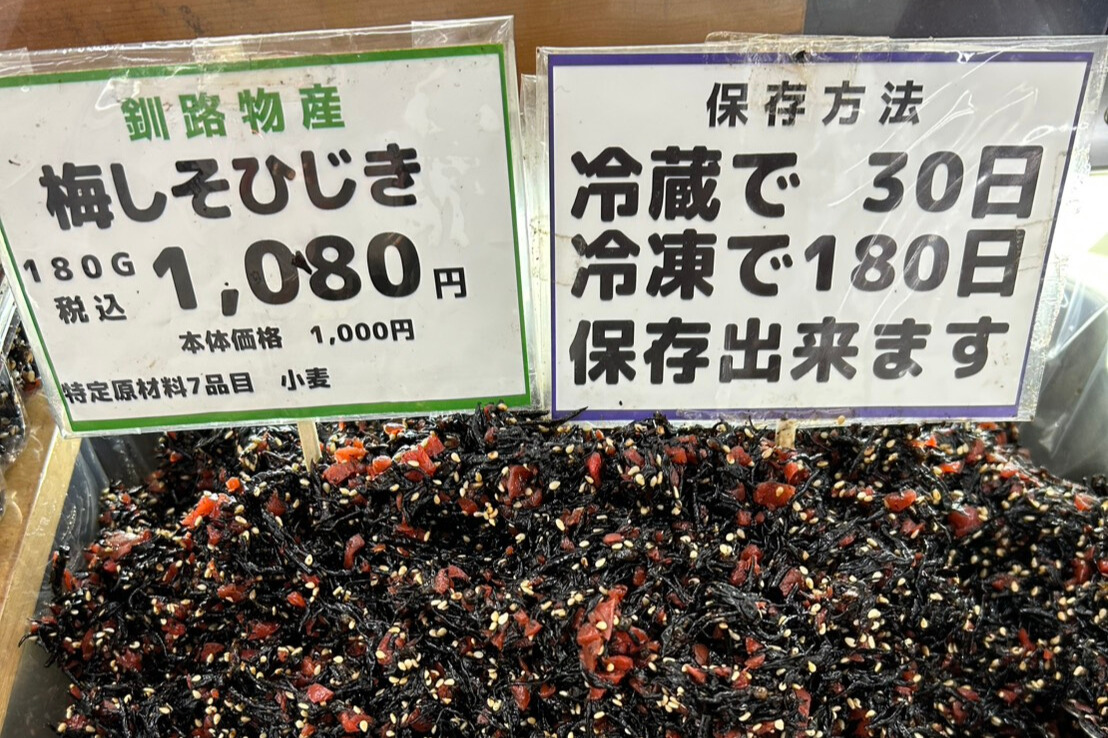 釧路物産
梅しそひじき
180G
税込
1,080円
本体価格　1,000円
特定原材料7品目　小麦
保存方法
冷蔵で　30日
冷凍で180日
保存出来ます